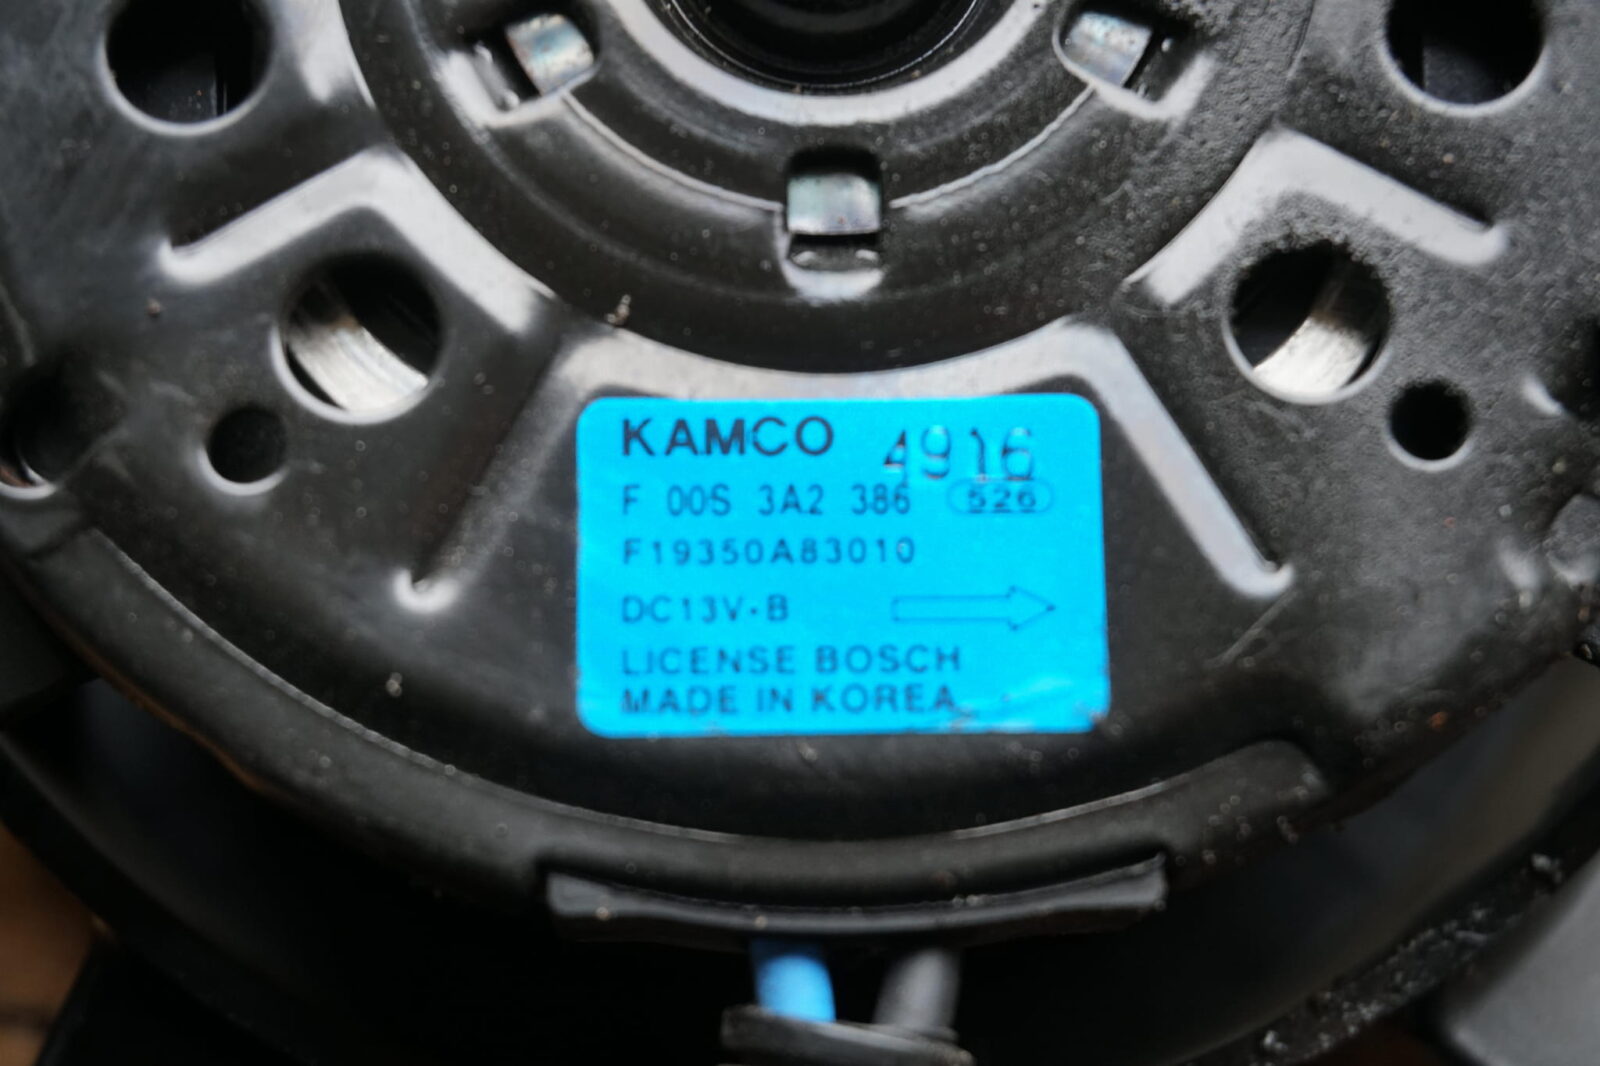 KAMCO 4916
F 00S 3A2 386 526
F19350A83010
DC13V·B
LICENSE BOSCH
MADE IN KOREA